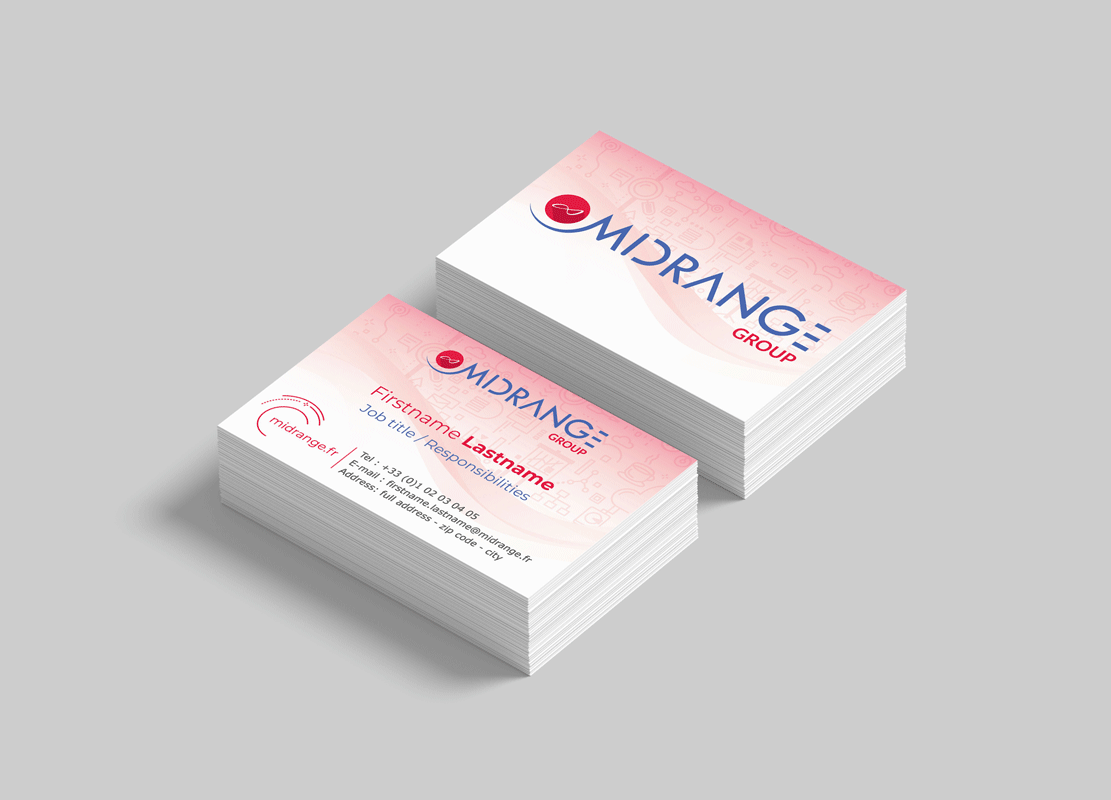 MIDRANGE
GROUP
MIDRANGE
GROUP
Firstname Lastname
Job title / Responsibilities
midrange.fr
Tel : +33 (0)1 02 03 04 05
E-mail : firstname.lastname@midrange.fr
Address: full address - zip code - city